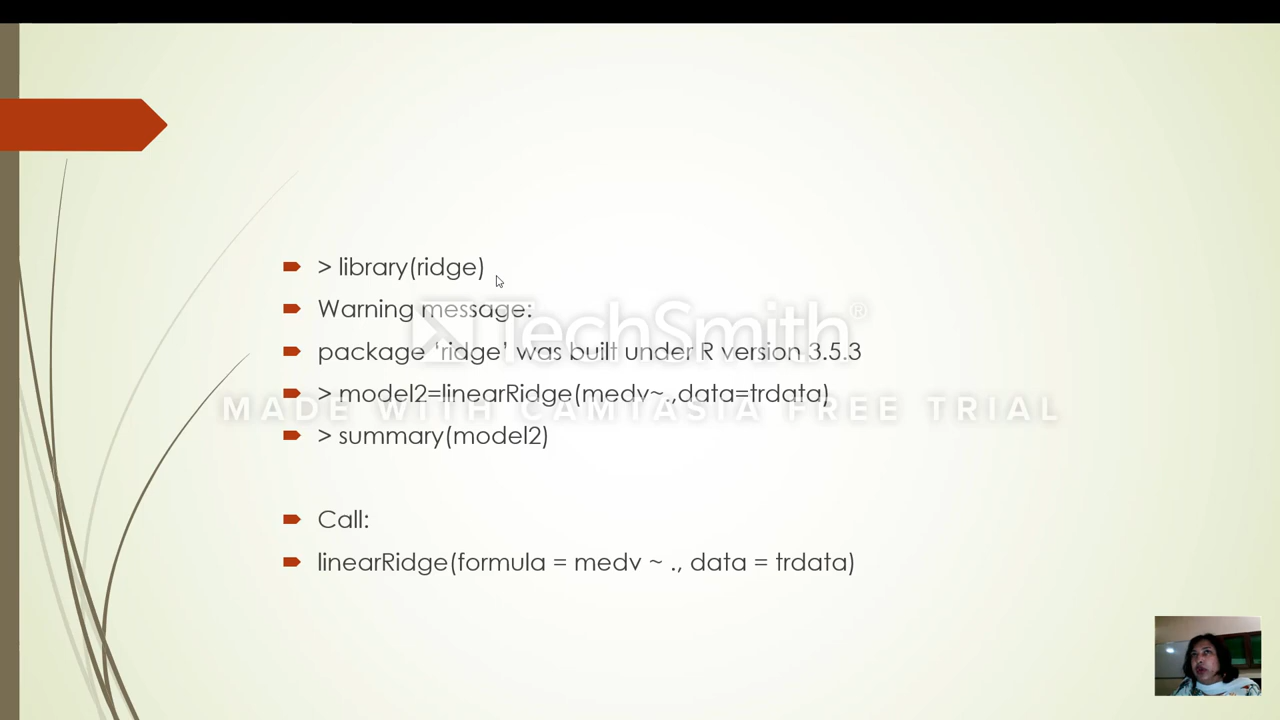 > library(ridge)
Warning message:
package ‘ridge’ was built under R version 3.5.3
> model2=linearRidge(medv~.,data=trdata)
> summary(model2)
Call:
linearRidge(formula = medv ~ ., data = trdata)
TechSmith®
MADE WITH CAMTASIA FREE TRIAL